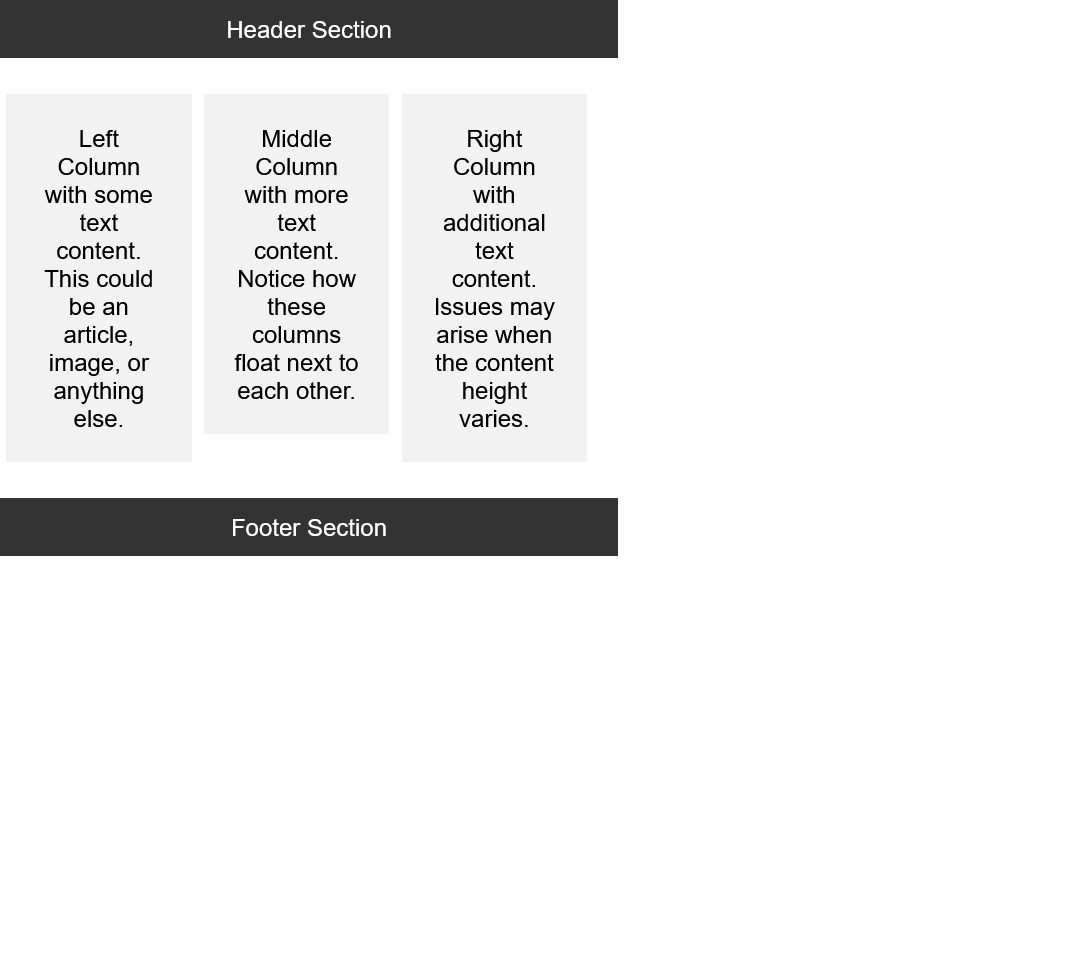 Header Section
Left
Column
with some
text
content.
This could
be an
article,
image, or
anything
else.
Middle
Column
with more
text
content.
Notice how
these
columns
float next to
each other.
Right
Column
with
additional
text
content.
Issues may
arise when
the content
height
varies.
Footer Section